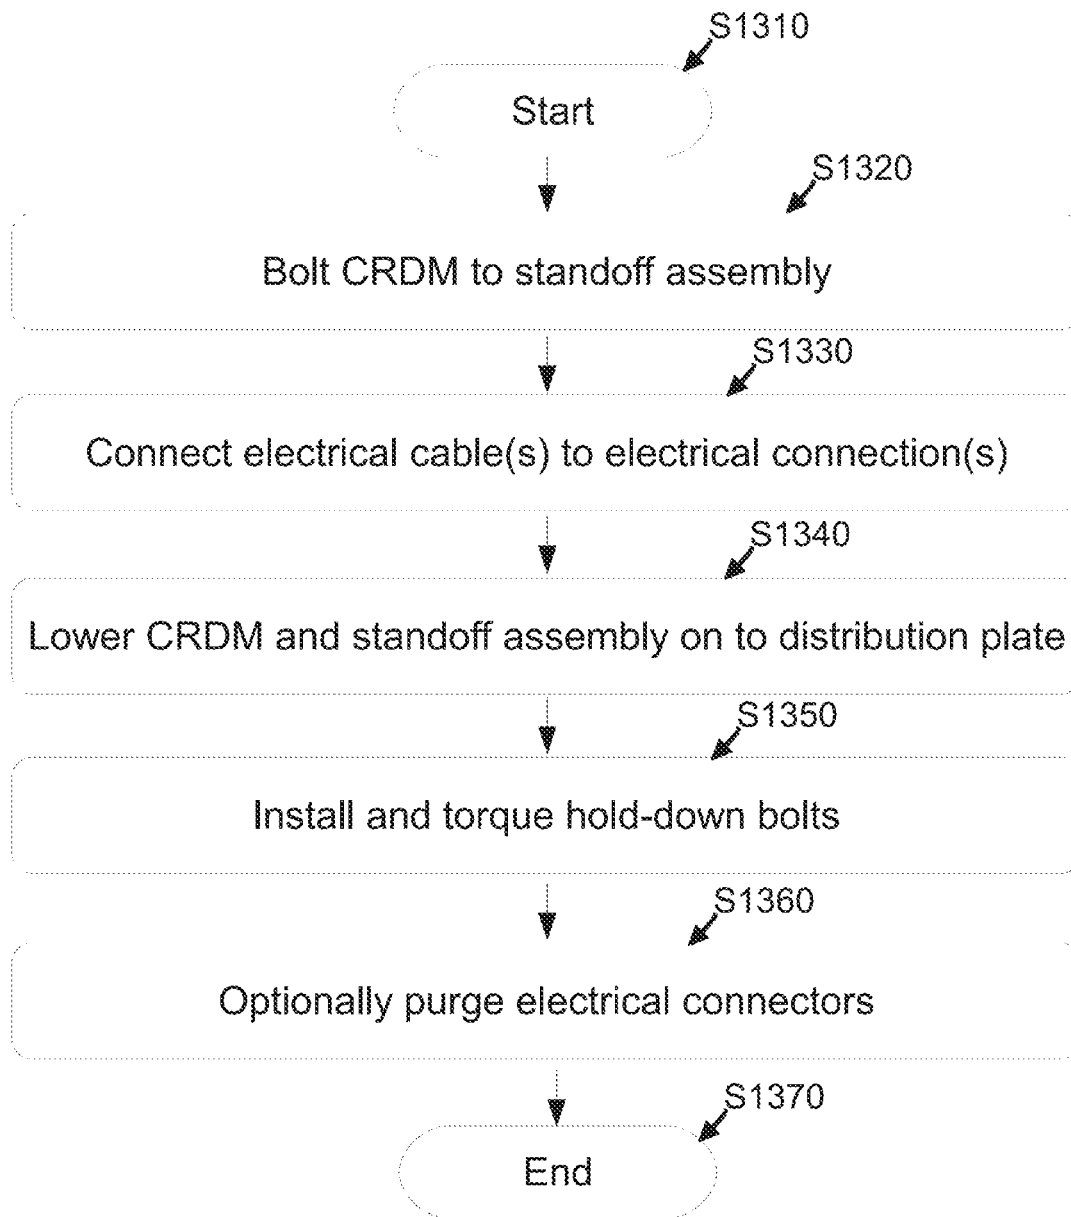 S1310
Start
S1320
Bolt CRDM to standoff assembly
S1330
Connect electrical cable(s) to electrical connection(s)
S1340
Lower CRDM and standoff assembly on to distribution plate
S1350
Install and torque hold-down bolts
S1360
Optionally purge electrical connectors
S1370
End